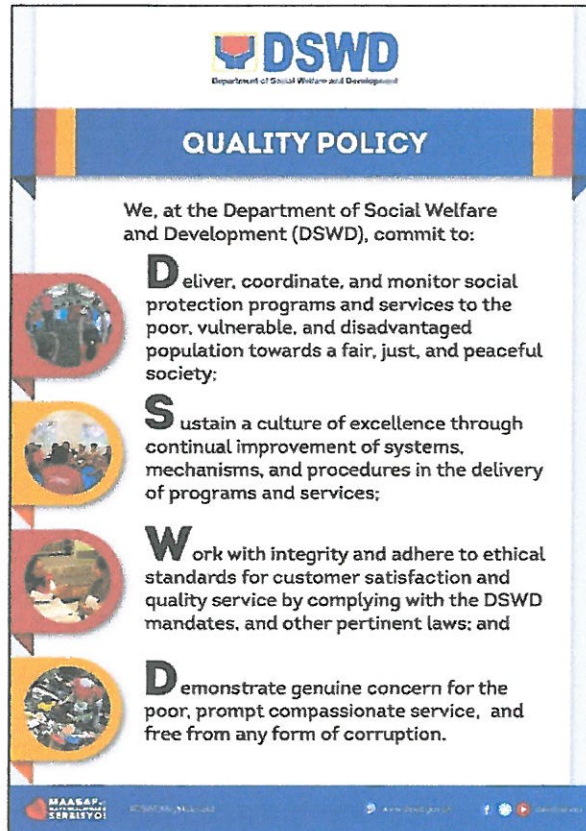 DSWD
Department of Social Welfare and Development
QUALITY POLICY
We, at the Department of Social Welfare
and Development (DSWD), commit to:
Deliver, coordinate, and monitor social
protection programs and services to the
poor, vulnerable, and disadvantaged
population towards a fair, just, and peaceful
society;
Sustain a culture of excellence through
continual improvement of systems,
mechanisms, and procedures in the delivery
of programs and services;
Work with integrity and adhere to ethical
standards for customer satisfaction and
quality service by complying with the DSWD
mandates, and other pertinent laws; and
Demonstrate genuine concern for the
poor, prompt compassionate service, and
free from any form of corruption.
SERBISYO!